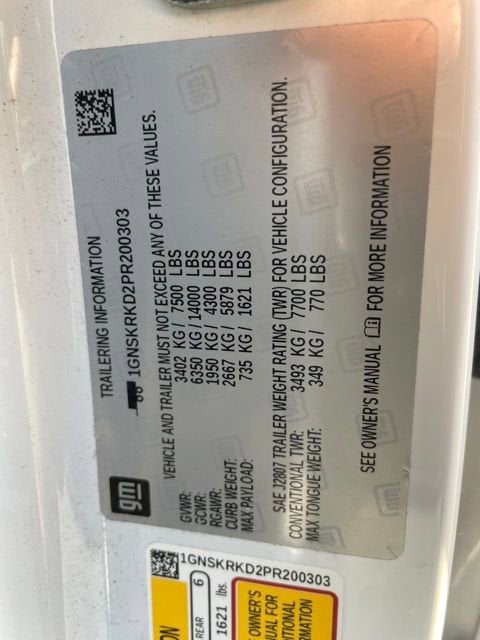 gm
TRAILERING INFORMATION
1GNSKRKD2PR200303
VEHICLE AND TRAILER MUST NOT EXCEED ANY OF THESE VALUES.
GVWR: 3402 KG / 7500 LBS
GCWR: 6350 KG / 14000 LBS
RGAWR: 1950 KG / 4300 LBS
CURB WEIGHT: 2667 KG / 5879 LBS
MAX PAYLOAD: 735 KG / 1621 LBS
SAE J2807 TRAILER WEIGHT RATING (TWR) FOR VEHICLE CONFIGURATION.
CONVENTIONAL TWR: 3493 KG / 7700 LBS
MAX TONGUE WEIGHT: 349 KG / 770 LBS
SEE OWNER'S MANUAL FOR MORE INFORMATION
1GNSKRKD2PR200303
REAR 6
1621 lbs.
OWNER'S